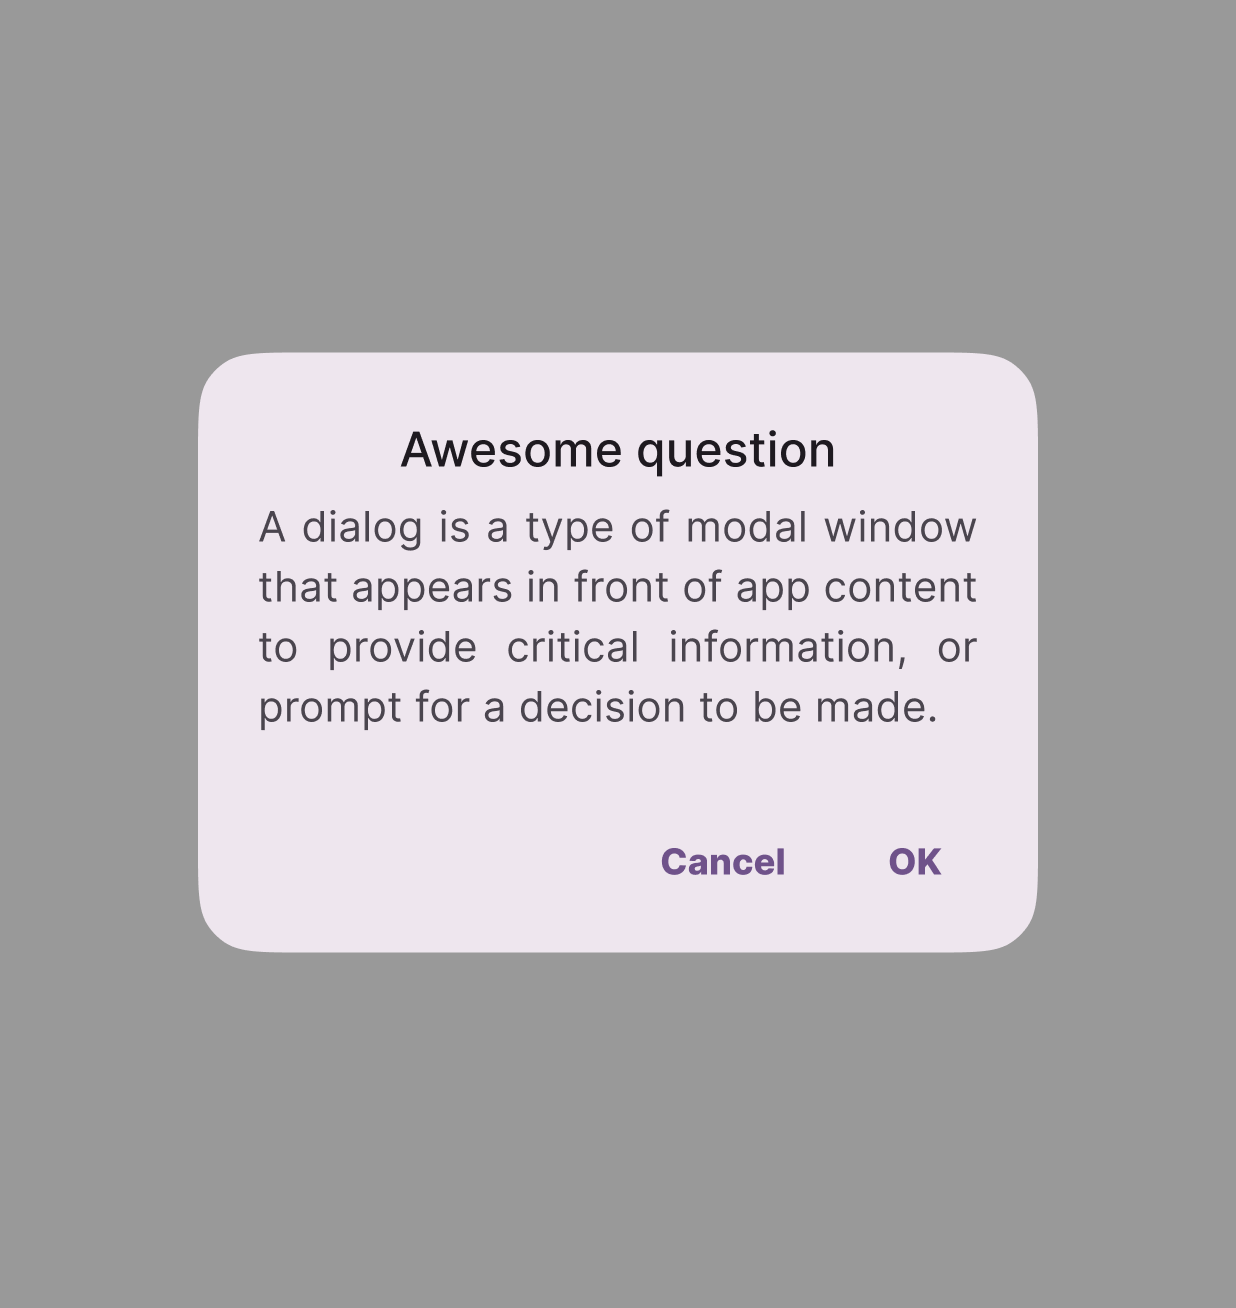 Awesome question
A dialog is a type of modal window
that appears in front of app content
to provide critical information, or
prompt for a decision to be made.
Cancel OK